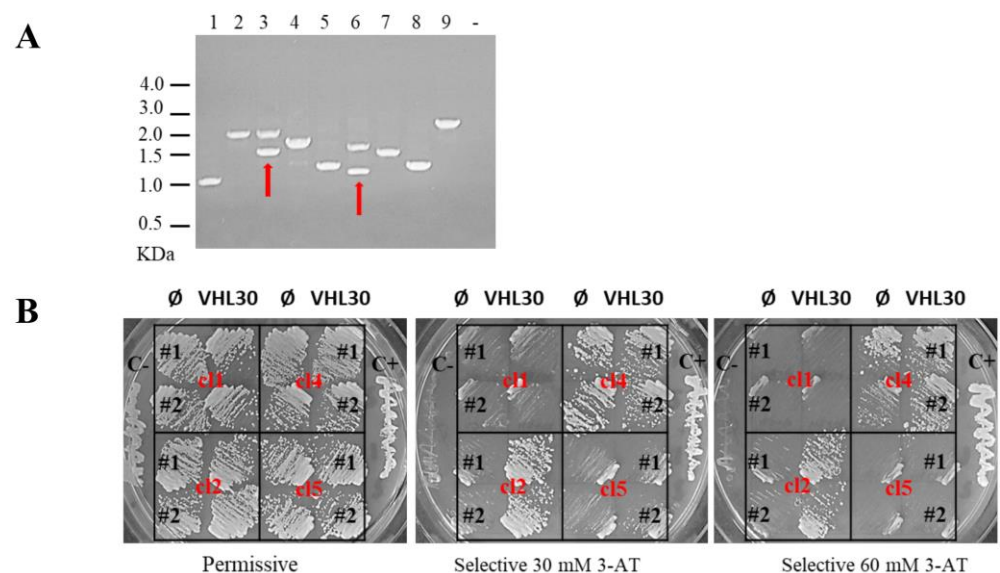 A
1 2 3 4 5 6 7 8 9 -
4.0
3.0
2.0
1.5
1.0
0.5
KDa
B
Ø VHL30 Ø VHL30 Ø VHL30 Ø VHL30 Ø VHL30 Ø VHL30
C- #1 cl1 #2 #1 cl4 #2 C+
#1 cl2 #2 #1 cl5 #2
C- #1 cl1 #2 #1 cl4 #2 C+
#1 cl2 #2 #1 cl5 #2
C- #1 cl1 #2 #1 cl4 #2 C+
#1 cl2 #2 #1 cl5 #2
Permissive Selective 30 mM 3-AT Selective 60 mM 3-AT